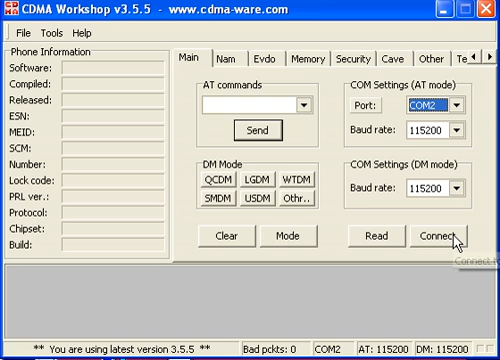 CDMA Workshop v3.5.5 - www.cdma-ware.com
File Tools Help
Phone Information
Software:
Compiled:
Released:
ESN:
MEID:
SCM:
Number:
Lock code:
PRL ver.:
Protocol:
Chipset:
Build:
Main Nam Evdo Memory Security Cave Other Te
AT commands
Send
COM Settings (AT mode)
Port: COM2
Baud rate: 115200
DM Mode
QCDM LGDM WTDM
SMDM USDM Othr..
COM Settings (DM mode)
Baud rate: 115200
Clear Mode Read Connect
Connect to
** You are using latest version 3.5.5 ** Bad pckts: 0 COM2 AT: 115200 DM: 115200